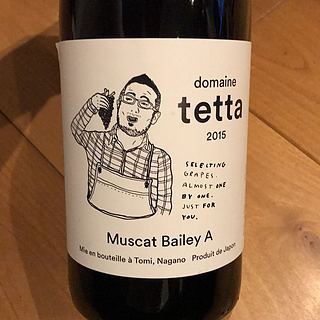 domaine
tetta
2015
SELECTING
GRAPES.
ALMOST ONE
BY ONE.
JUST FOR
YOU.
Muscat Bailey A
Mie en bouteille à Tomi, Nagano Produit de Japon